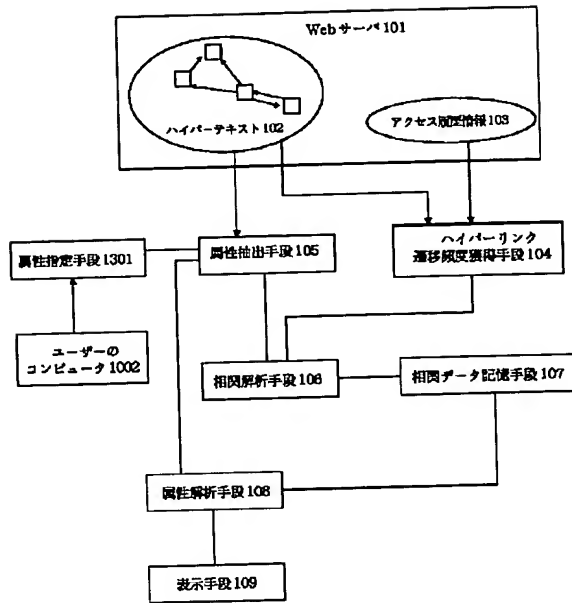 Webサーバ101
ハイパーテキスト102
アクセス履歴情報103
属性指定手段1301
属性抽出手段105
ハイパーリンク
遷移頻度獲得手段104
ユーザーの
コンピュータ1002
相関解析手段106
相関データ記憶手段107
属性解析手段108
表示手段109